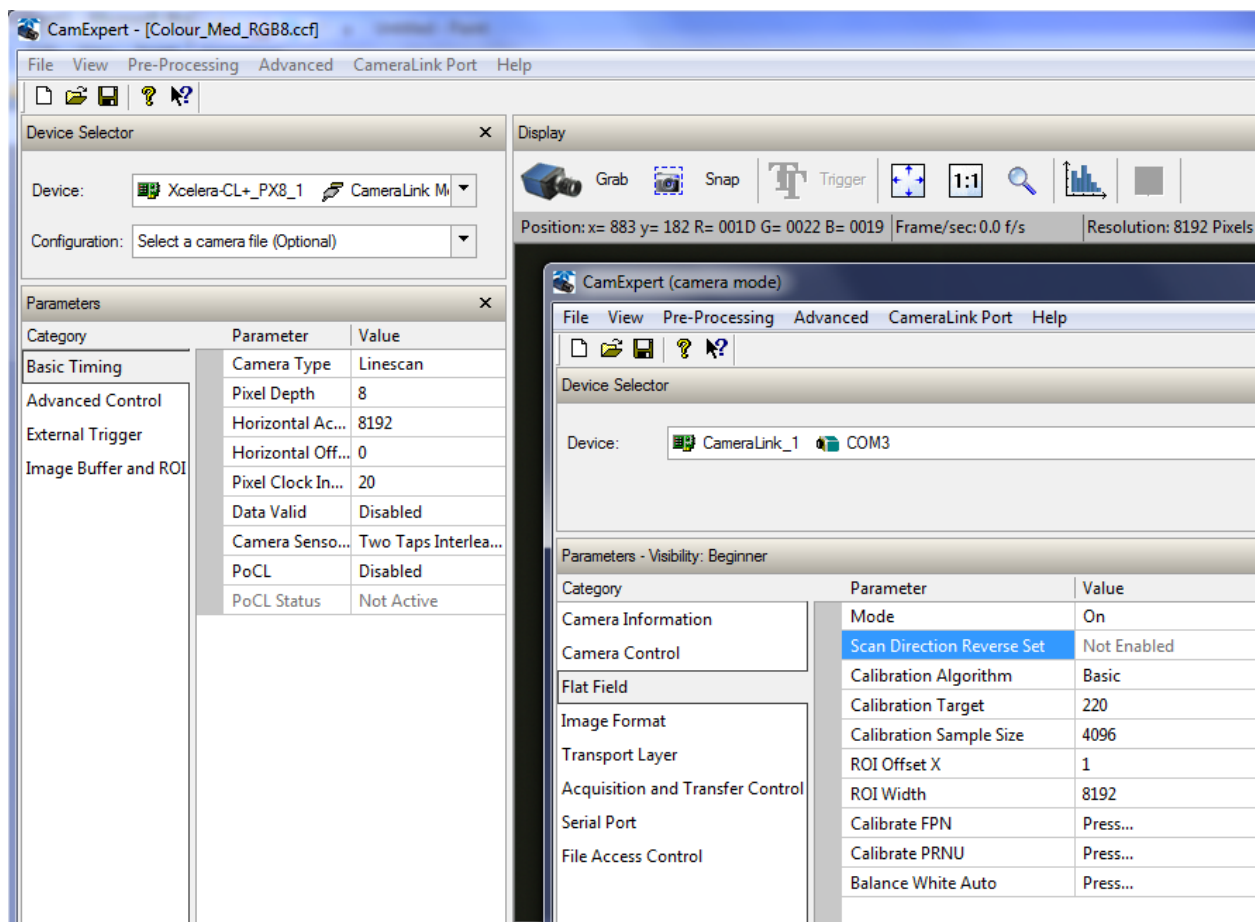 CamExpert - [Colour_Med_RGB8.ccf]
File View Pre-Processing Advanced CameraLink Port Help
Device Selector
Device: Xcelera-CL+_PX8_1 CameraLink M
Configuration: Select a camera file (Optional)
Parameters
Category Parameter Value
Basic Timing
Advanced Control
External Trigger
Image Buffer and ROI
Camera Type Linescan
Pixel Depth 8
Horizontal Ac... 8192
Horizontal Off... 0
Pixel Clock In... 20
Data Valid Disabled
Camera Senso... Two Taps Interlea...
PoCL Disabled
PoCL Status Not Active
Display
Grab Snap Trigger 1:1
Position: x= 883 y= 182 R= 001D G= 0022 B= 0019 Frame/sec: 0.0 f/s Resolution: 8192 Pixels
CamExpert (camera mode)
File View Pre-Processing Advanced CameraLink Port Help
Device Selector
Device: CameraLink_1 COM3
Parameters - Visibility: Beginner
Category Parameter Value
Camera Information
Camera Control
Flat Field
Image Format
Transport Layer
Acquisition and Transfer Control
Serial Port
File Access Control
Mode On
Scan Direction Reverse Set Not Enabled
Calibration Algorithm Basic
Calibration Target 220
Calibration Sample Size 4096
ROI Offset X 1
ROI Width 8192
Calibrate FPN Press...
Calibrate PRNU Press...
Balance White Auto Press...